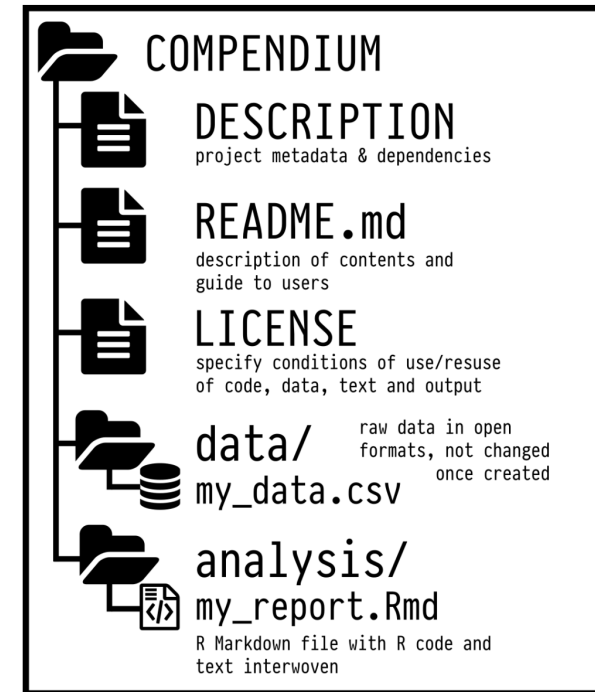 COMPENDIUM
DESCRIPTION
project metadata & dependencies
README.md
description of contents and
guide to users
LICENSE
specify conditions of use/resuse
of code, data, text and output
data/
raw data in open
formats, not changed
once created
my_data.csv
analysis/
my_report.Rmd
R Markdown file with R code and
text interwoven